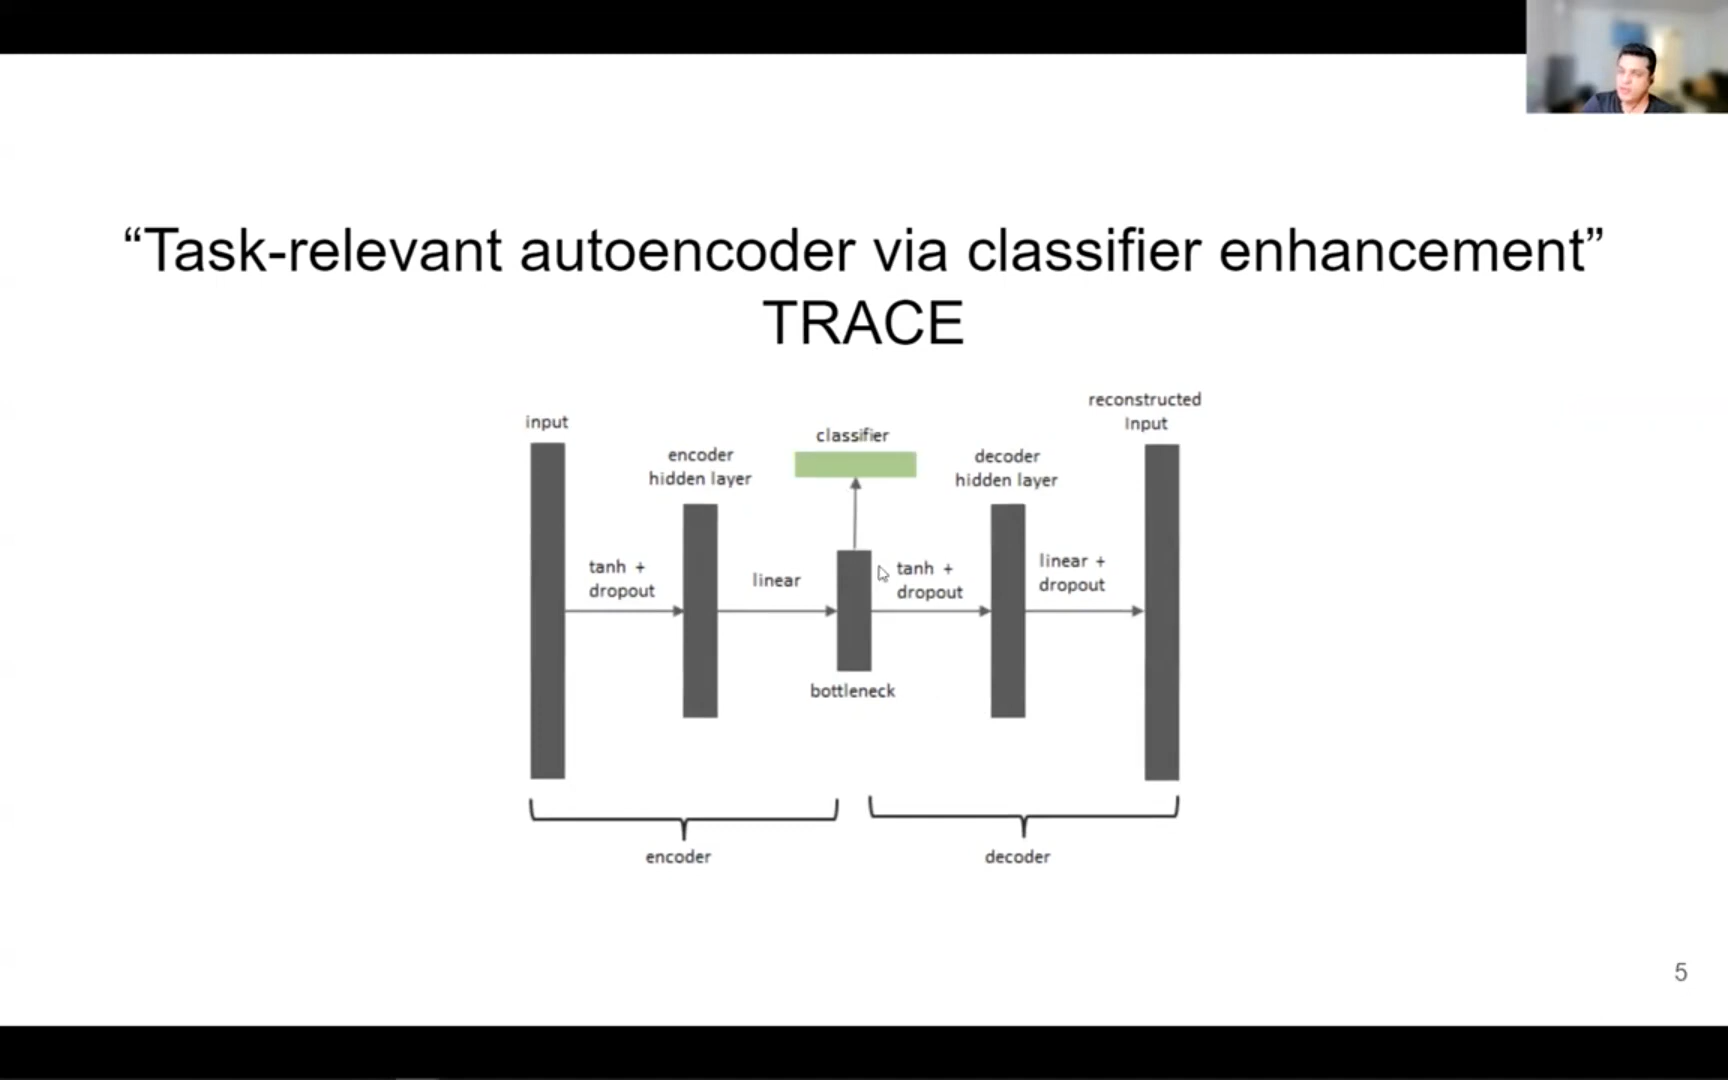 “Task-relevant autoencoder via classifier enhancement”
TRACE
input
encoder
hidden layer
classifier
decoder
hidden layer
reconstructed
Input
tanh +
dropout
linear
tanh +
dropout
linear +
dropout
bottleneck
encoder
decoder
5